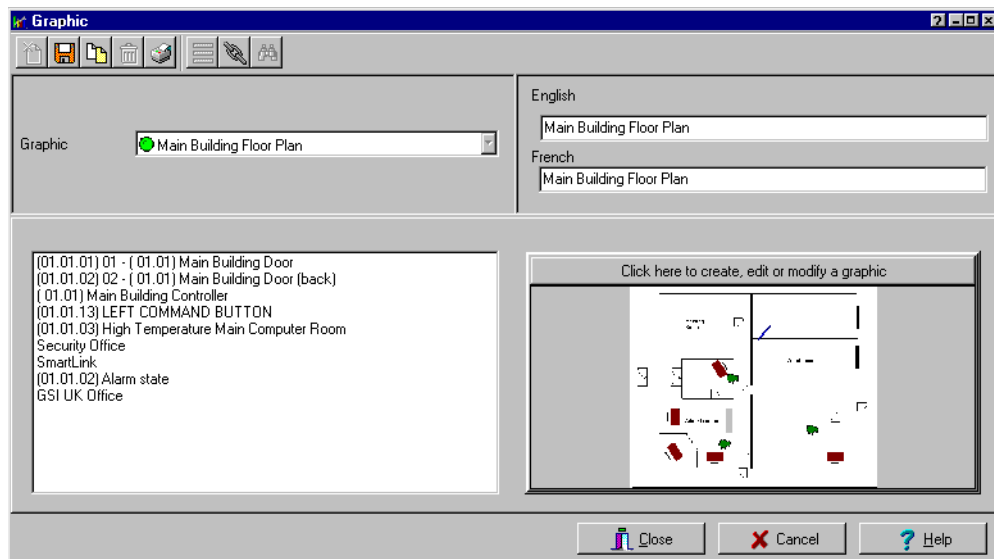 Graphic
Graphic
Main Building Floor Plan
English
Main Building Floor Plan
French
Main Building Floor Plan
(01.01.01) 01 - ( 01.01) Main Building Door
(01.01.02) 02 - ( 01.01) Main Building Door (back)
( 01.01) Main Building Controller
(01.01.13) LEFT COMMAND BUTTON
(01.01.03) High Temperature Main Computer Room
Security Office
SmartLink
(01.01.02) Alarm state
GSI UK Office
Click here to create, edit or modify a graphic
Close
Cancel
Help